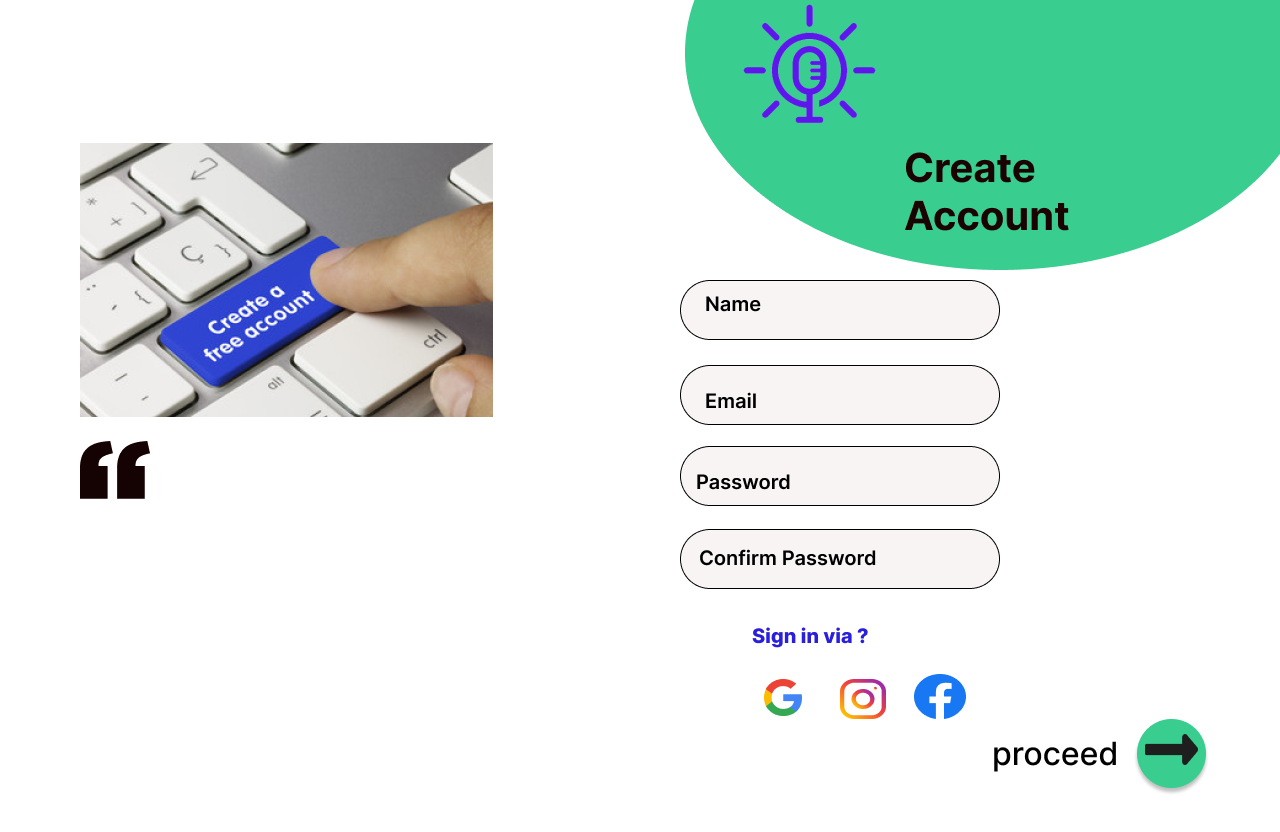 Create
Account
* +
]
Ç
}
¨
}
Create a
free account
ctrl
alt
Name
Email
Password
Confirm Password
Sign in via ?
proceed